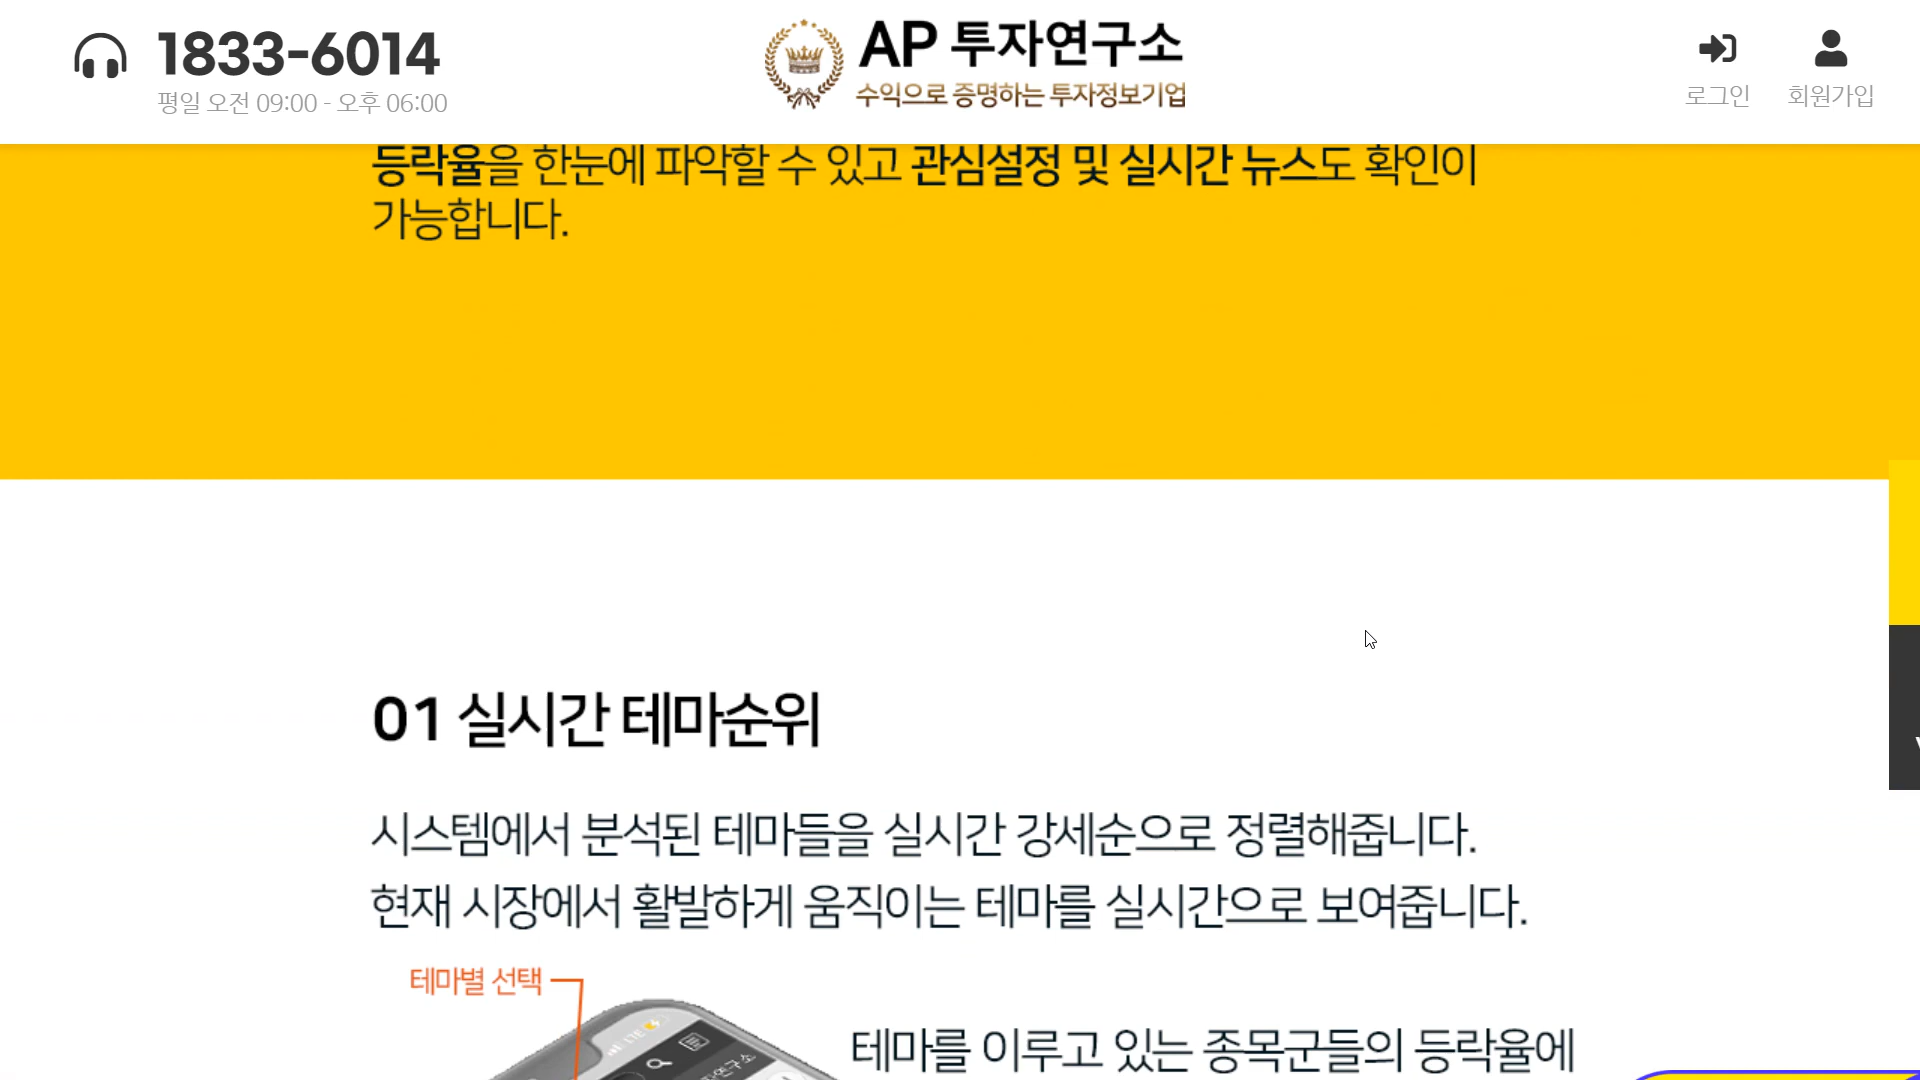 1833-6014
평일 오전 09:00 - 오후 06:00
AP 투자연구소
수익으로 증명하는 투자정보기업
로그인
회원가입
등락율을 한눈에 파악할 수 있고 관심설정 및 실시간 뉴스도 확인이
가능합니다.
01 실시간 테마순위
시스템에서 분석된 테마들을 실시간 강세순으로 정렬해줍니다.
현재 시장에서 활발하게 움직이는 테마를 실시간으로 보여줍니다.
테마별 선택
LTE
테마를 이루고 있는 종목군들의 등락율에